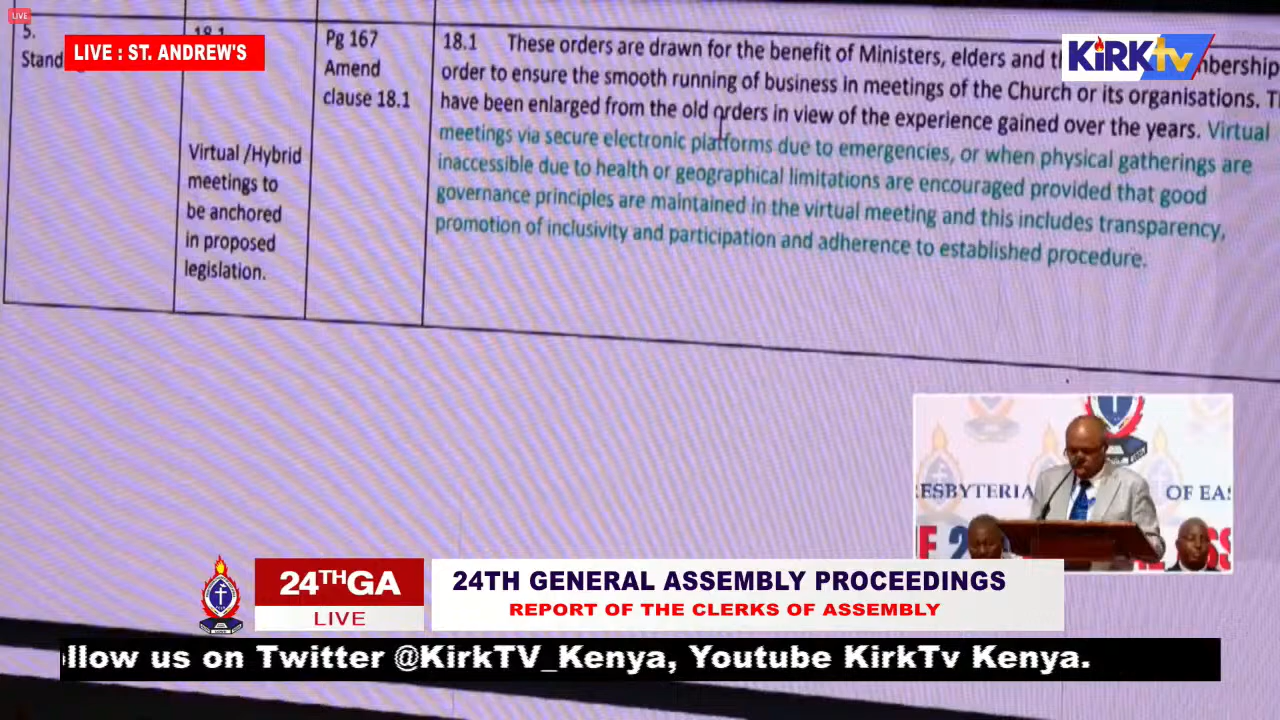 LIVE
5.
Stand
18.1
LIVE : ST. ANDREW'S
Virtual /Hybrid
meetings to
be anchored
in proposed
legislation.
Pg 167
Amend
clause 18.1
18.1 These orders are drawn for the benefit of Ministers, elders and
order to ensure the smooth running of business in meetings of the Church or its organisations.
have been enlarged from the old orders in view of the experience gained over the years. Virtual
meetings via secure electronic platforms due to emergencies, or when physical gatherings are
inaccessible due to health or geographical limitations are encouraged provided that good
governance principles are maintained in the virtual meeting and this includes transparency,
promotion of inclusivity and participation and adherence to established procedure.
KiRKtv
ESBYTERIA
OF EAS
24THGA
LIVE
24TH GENERAL ASSEMBLY PROCEEDINGS
REPORT OF THE CLERKS OF ASSEMBLY
llow us on Twitter @KirkTV_Kenya, Youtube KirkTv Kenya.